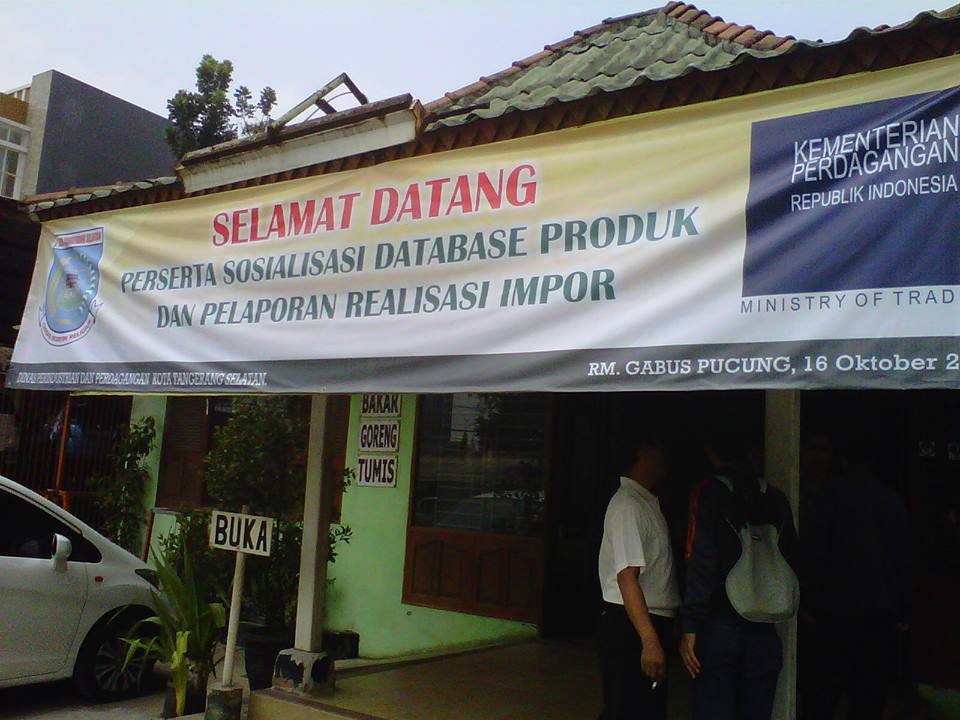 SELAMAT DATANG
PERSERTA SOSIALISASI DATABASE PRODUK
DAN PELAPORAN REALISASI IMPOR
KEMENTERIAN
PERDAGANGAN
REPUBLIK INDONESIA
MINISTRY OF TRAD
DINAS PERINDUSTRIAN DAN PERDAGANGAN KOTA TANGERANG SELATAN.
RM. GABUS PUCUNG, 16 Oktober 2
BAKAR
GORENG
TUMIS
BUKA